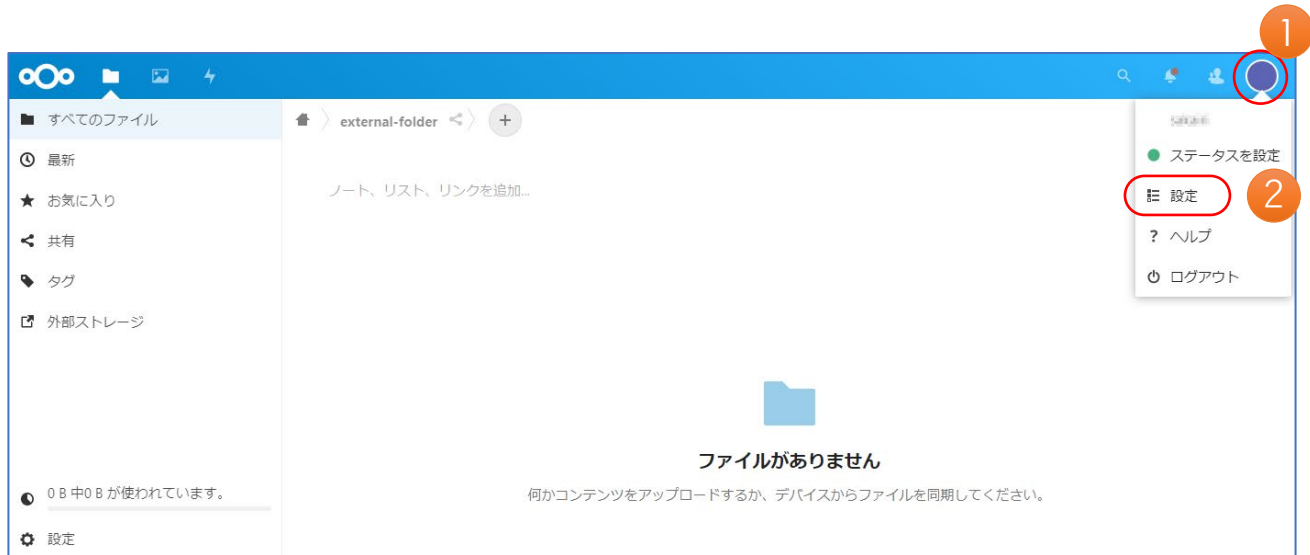 1
すべてのファイル
external-folder
+
最新
ステータスを設定
お気に入り
ノート、リスト、リンクを追加...
設定
2
共有
? ヘルプ
タグ
ログアウト
外部ストレージ
ファイルがありません
0 B 中0 B が使われています。
何かコンテンツをアップロードするか、デバイスからファイルを同期してください。
設定